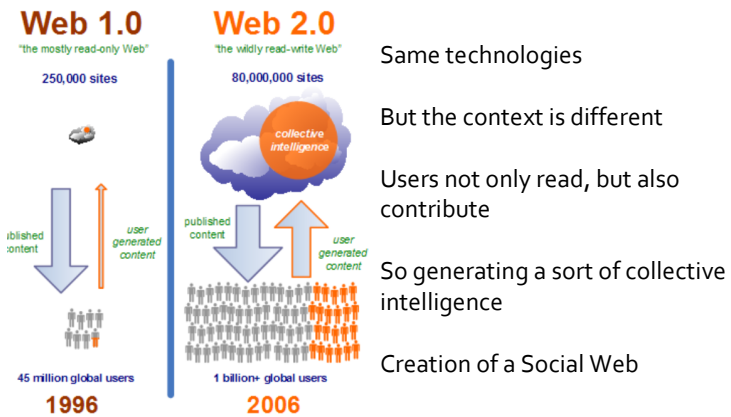 Web 1.0
"the mostly read-only Web"
250,000 sites
published
content
user
generated
content
45 million global users
1996
Web 2.0
"the wildly read-write Web"
80,000,000 sites
collective
intelligence
published
content
user
generated
content
1 billion+ global users
2006
Same technologies
But the context is different
Users not only read, but also
contribute
So generating a sort of collective
intelligence
Creation of a Social Web